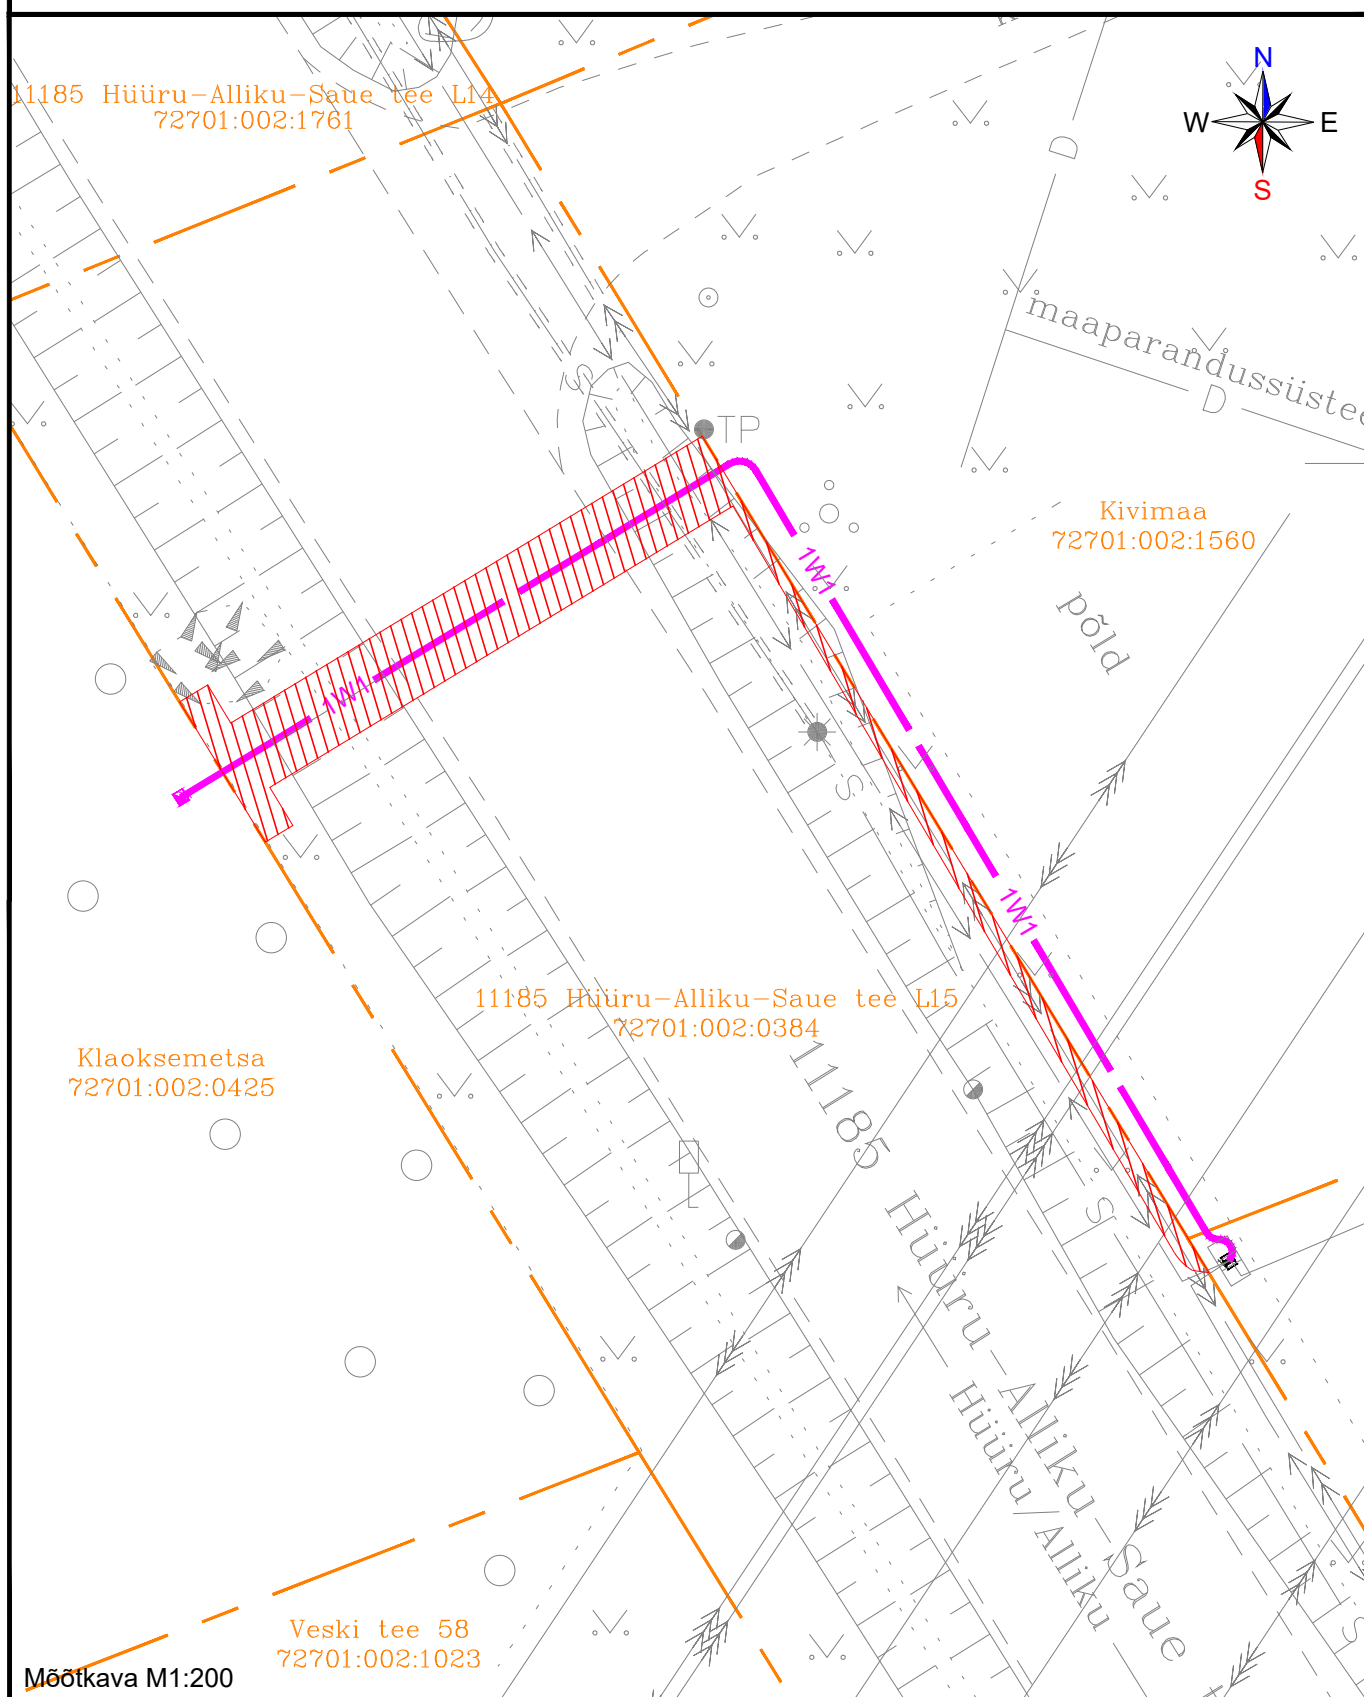 11185 Hüüru-Alliku-Saue tee L14
72701:002:1761
N
W
E
S
D
maaparandussüstee
D
S
TP
Kivimaa
72701:002:1560
1W1
põld
1W1
S
1W1
11185 Hüüru-Alliku-Saue tee L15
72701:002:0384
Klaoksemetsa
72701:002:0425
11185 Hüüru Alliku Saue t
L
S
Hüüru/Alliku
S
Veski tee 58
72701:002:1023
Mõõtkava M1:200